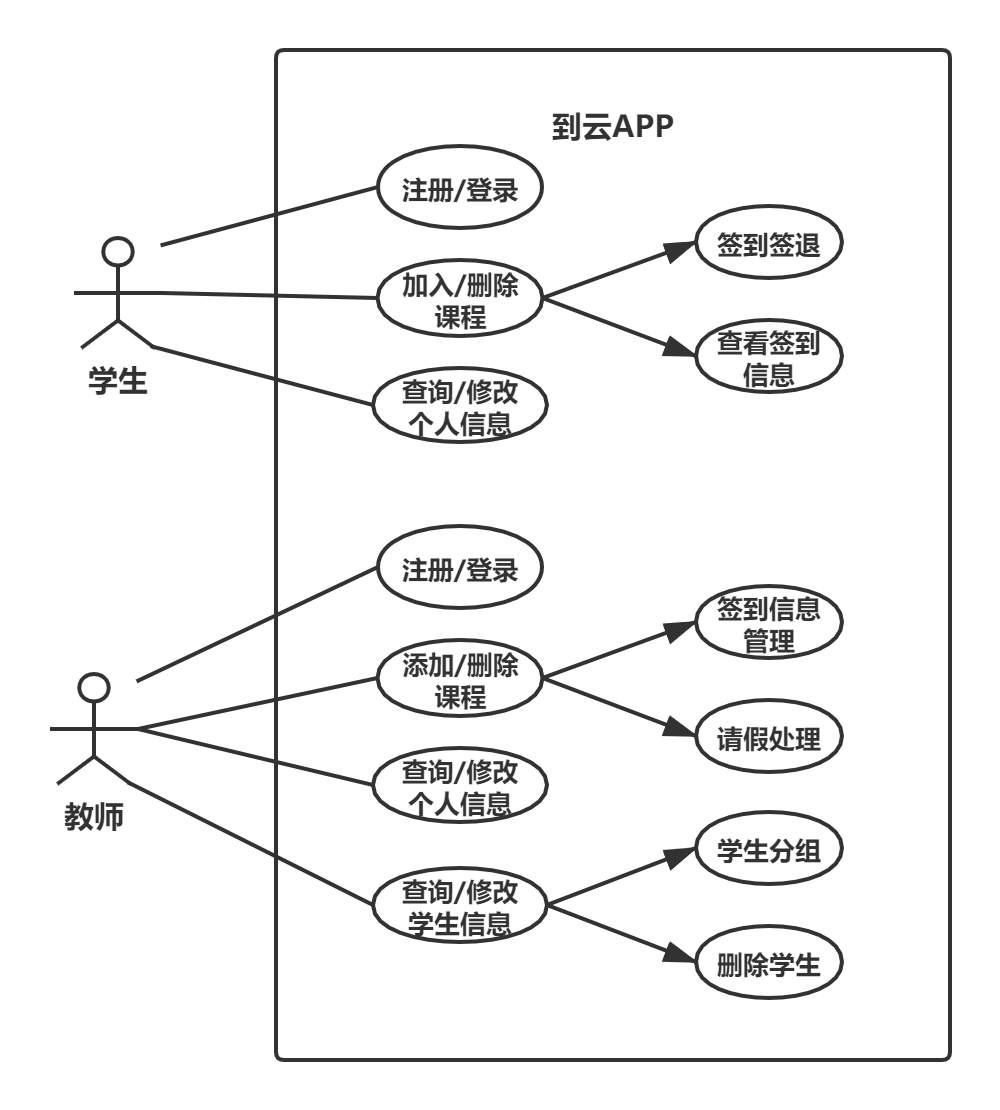 到云APP
注册/登录
签到签退
加入/删除
课程
查看签到
信息
学生
查询/修改
个人信息
注册/登录
签到信息
管理
添加/删除
课程
请假处理
查询/修改
个人信息
教师
学生分组
查询/修改
学生信息
删除学生